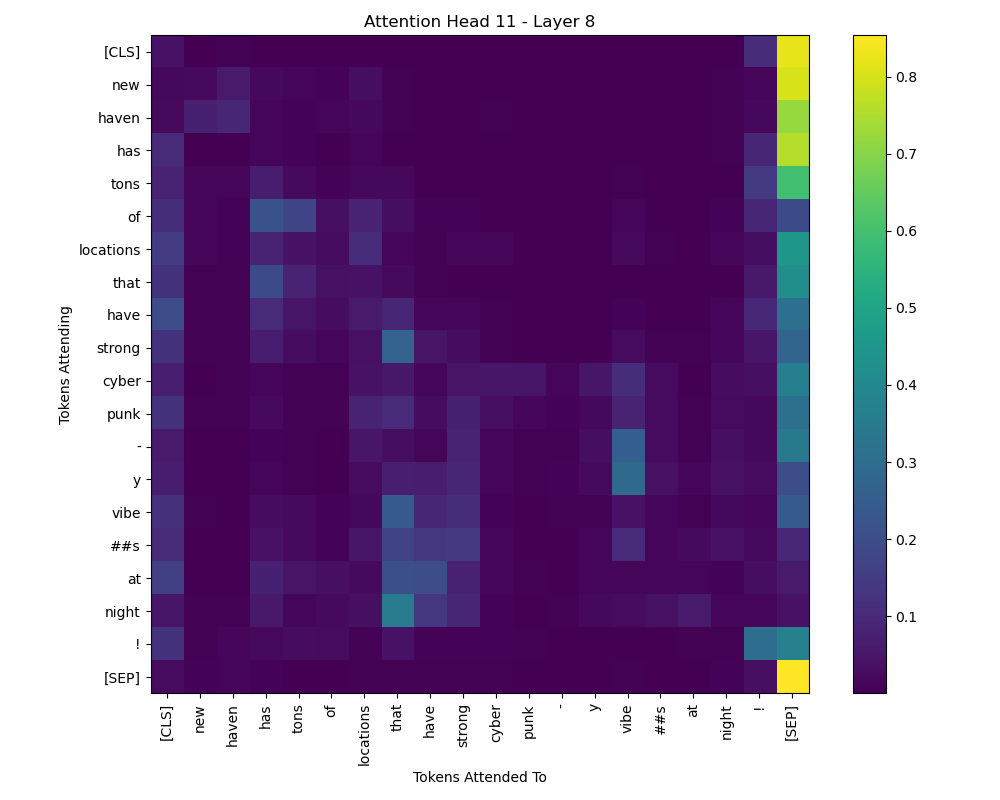 Attention Head 11 - Layer 8
[CLS]
new
haven
has
tons
of
locations
that
have
strong
cyber
punk
-
y
vibe
##s
at
night
!
[SEP]
Tokens Attending
[CLS] new haven has tons of locations that have strong cyber punk - y vibe ##s at night ! [SEP]
Tokens Attended To
0.8
0.7
0.6
0.5
0.4
0.3
0.2
0.1